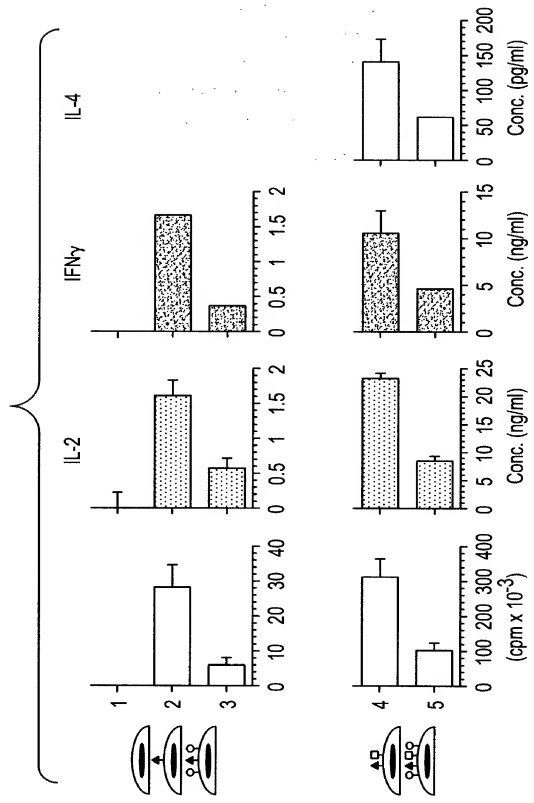 IL-2 IFNγ IL-4
1
2
3
0 10 20 30 40
0 0.5 1 1.5 2
0 0.5 1 1.5 2
4
5
0 100 200 300 400
(cpm x 10⁻³)
0 5 10 15 20 25
Conc. (ng/ml)
0 5 10 15
Conc. (ng/ml)
0 50 100 150 200
Conc. (pg/ml)